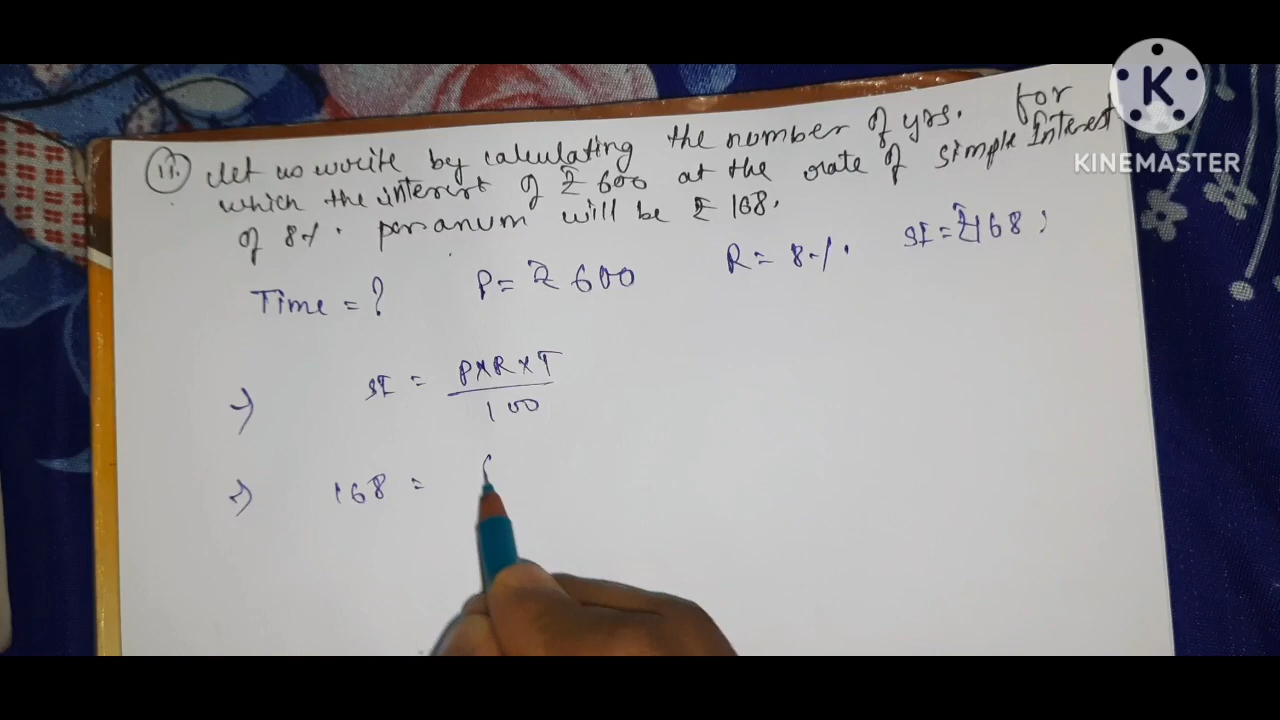 ii. Let us write by calculating the number of yrs. for
which the interest of ₹ 600 at the rate of simple Interest
of 8%. per anum will be ₹ 168.
Time = ? P = ₹ 600 R = 8%. SI = ₹168
SI = P×R×T
100
168 =
K
KINEMASTER